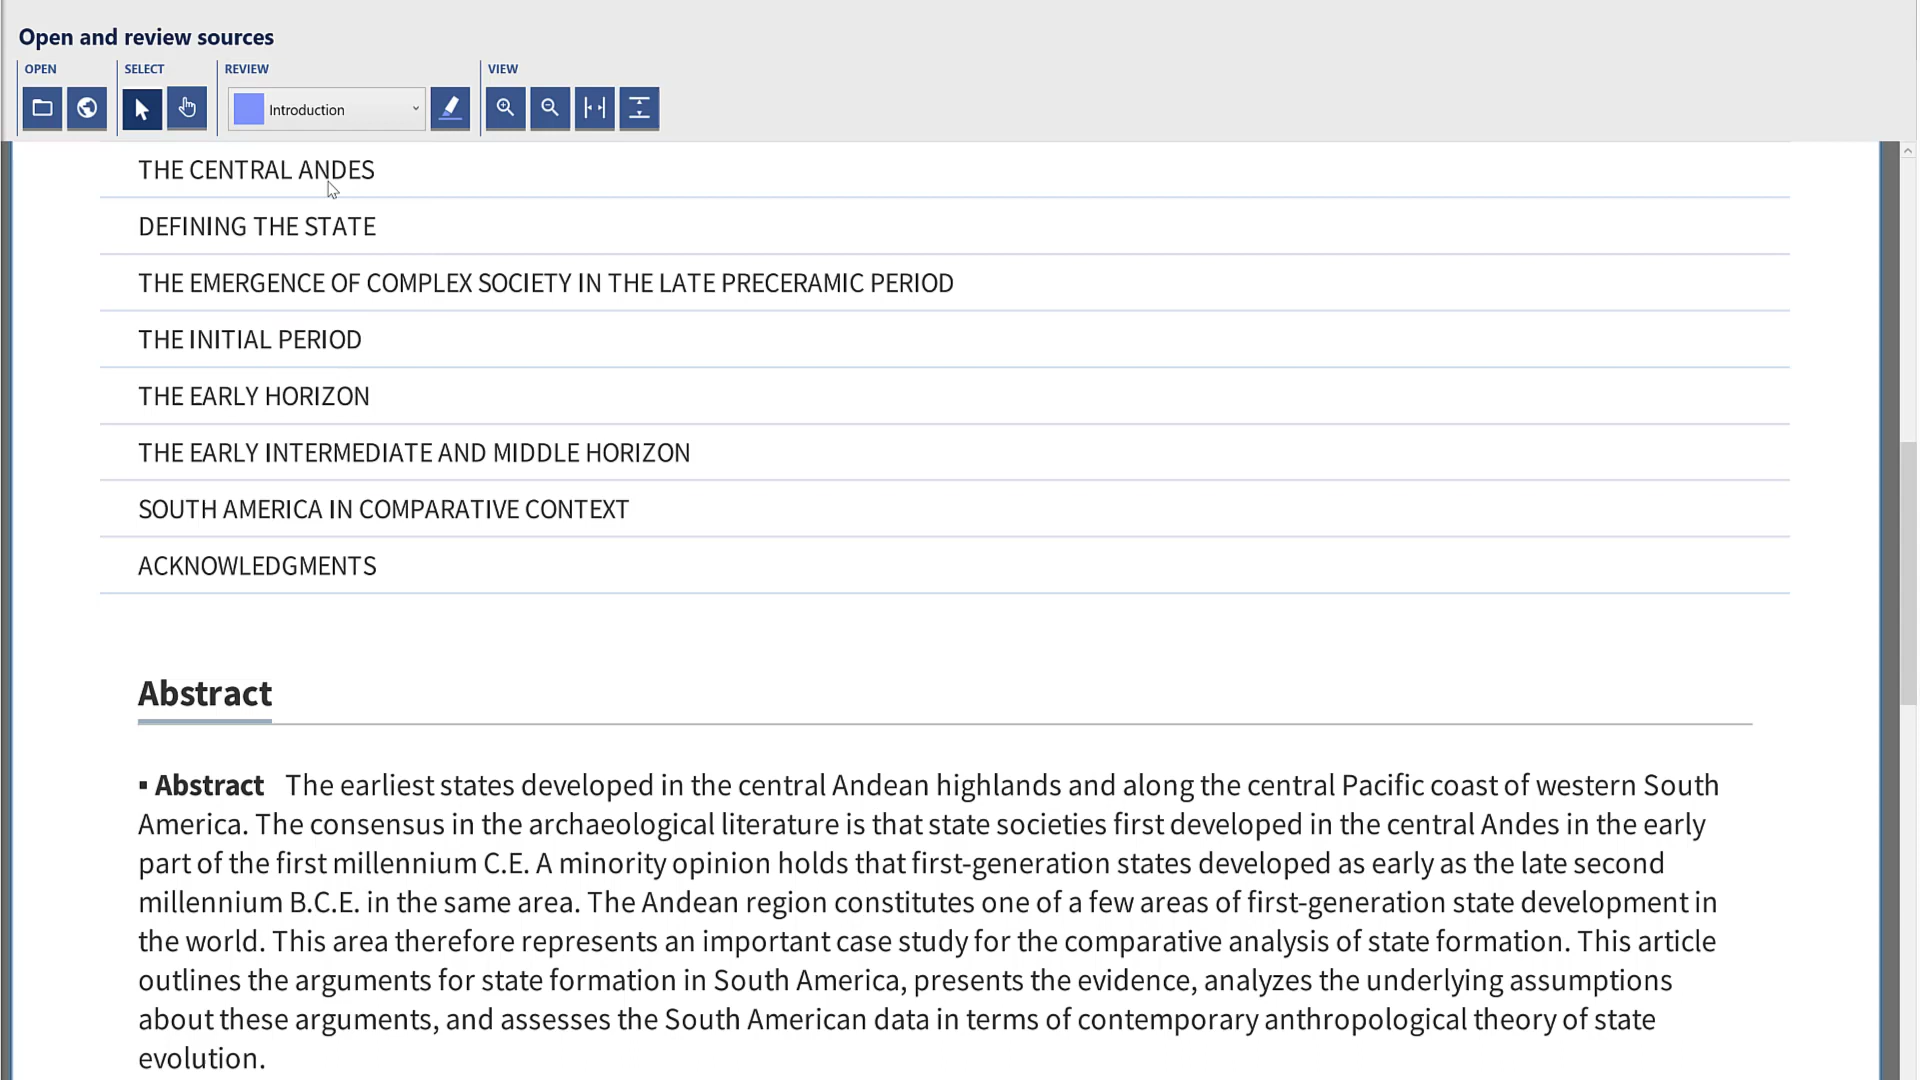 Open and review sources
OPEN
SELECT
REVIEW
VIEW
Introduction
THE CENTRAL ANDES
DEFINING THE STATE
THE EMERGENCE OF COMPLEX SOCIETY IN THE LATE PRECERAMIC PERIOD
THE INITIAL PERIOD
THE EARLY HORIZON
THE EARLY INTERMEDIATE AND MIDDLE HORIZON
SOUTH AMERICA IN COMPARATIVE CONTEXT
ACKNOWLEDGMENTS
Abstract
▪ Abstract The earliest states developed in the central Andean highlands and along the central Pacific coast of western South
America. The consensus in the archaeological literature is that state societies first developed in the central Andes in the early
part of the first millennium C.E. A minority opinion holds that first-generation states developed as early as the late second
millennium B.C.E. in the same area. The Andean region constitutes one of a few areas of first-generation state development in
the world. This area therefore represents an important case study for the comparative analysis of state formation. This article
outlines the arguments for state formation in South America, presents the evidence, analyzes the underlying assumptions
about these arguments, and assesses the South American data in terms of contemporary anthropological theory of state
evolution.